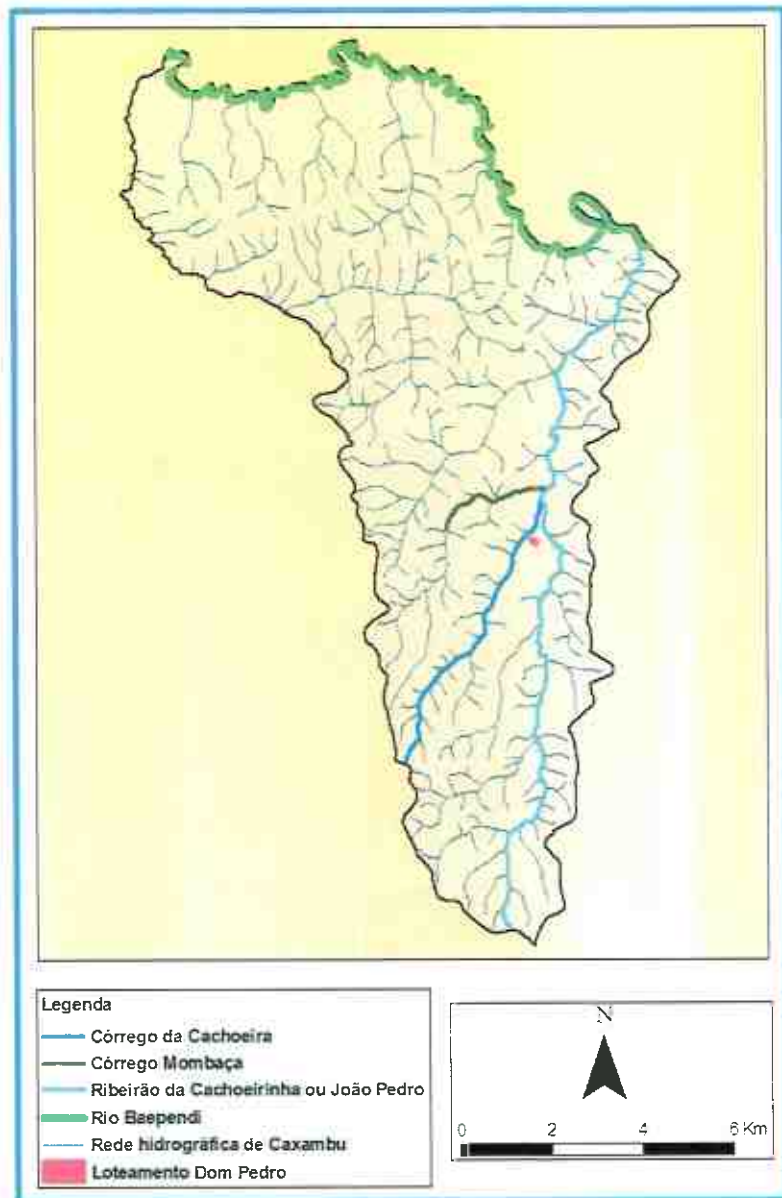 Legenda
Córrego da Cachoeira
Córrego Mombaça
Ribeirão da Cachoeirinha ou João Pedro
Rio Baependi
Rede hidrográfica de Caxambu
Loteamento Dom Pedro
N
0 2 4 6 Km